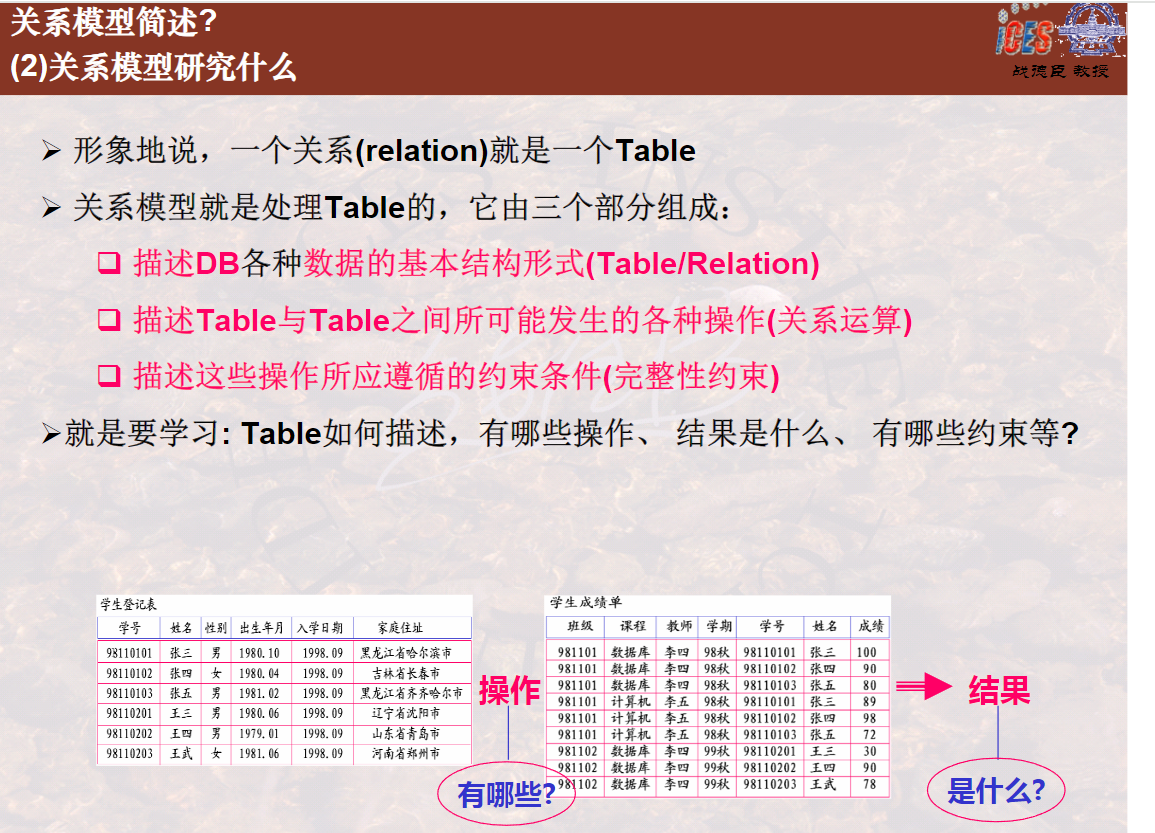 关系模型简述?
(2)关系模型研究什么
iCES
战德臣 教授
➢ 形象地说，一个关系(relation)就是一个Table
➢ 关系模型就是处理Table的，它由三个部分组成：
❑ 描述DB各种数据的基本结构形式(Table/Relation)
❑ 描述Table与Table之间所可能发生的各种操作(关系运算)
❑ 描述这些操作所应遵循的约束条件(完整性约束)
➢就是要学习: Table如何描述，有哪些操作、 结果是什么、 有哪些约束等?
学生登记表
学号 姓名 性别 出生年月 入学日期 家庭住址
98110101 张三 男 1980.10 1998.09 黑龙江省哈尔滨市
98110102 张四 女 1980.04 1998.09 吉林省长春市
98110103 张五 男 1981.02 1998.09 黑龙江省齐齐哈尔市
98110201 王三 男 1980.06 1998.09 辽宁省沈阳市
98110202 王四 男 1979.01 1998.09 山东省青岛市
98110203 王武 女 1981.06 1998.09 河南省郑州市
操作
有哪些?
学生成绩单
班级 课程 教师 学期 学号 姓名 成绩
981101 数据库 李四 98秋 98110101 张三 100
981101 数据库 李四 98秋 98110102 张四 90
981101 数据库 李四 98秋 98110103 张五 80
981101 计算机 李五 98秋 98110101 张三 89
981101 计算机 李五 98秋 98110102 张四 98
981101 计算机 李五 98秋 98110103 张五 72
981102 数据库 李四 99秋 98110201 王三 30
981102 数据库 李四 99秋 98110202 王四 90
981102 数据库 李四 99秋 98110203 王武 78
结果
是什么?